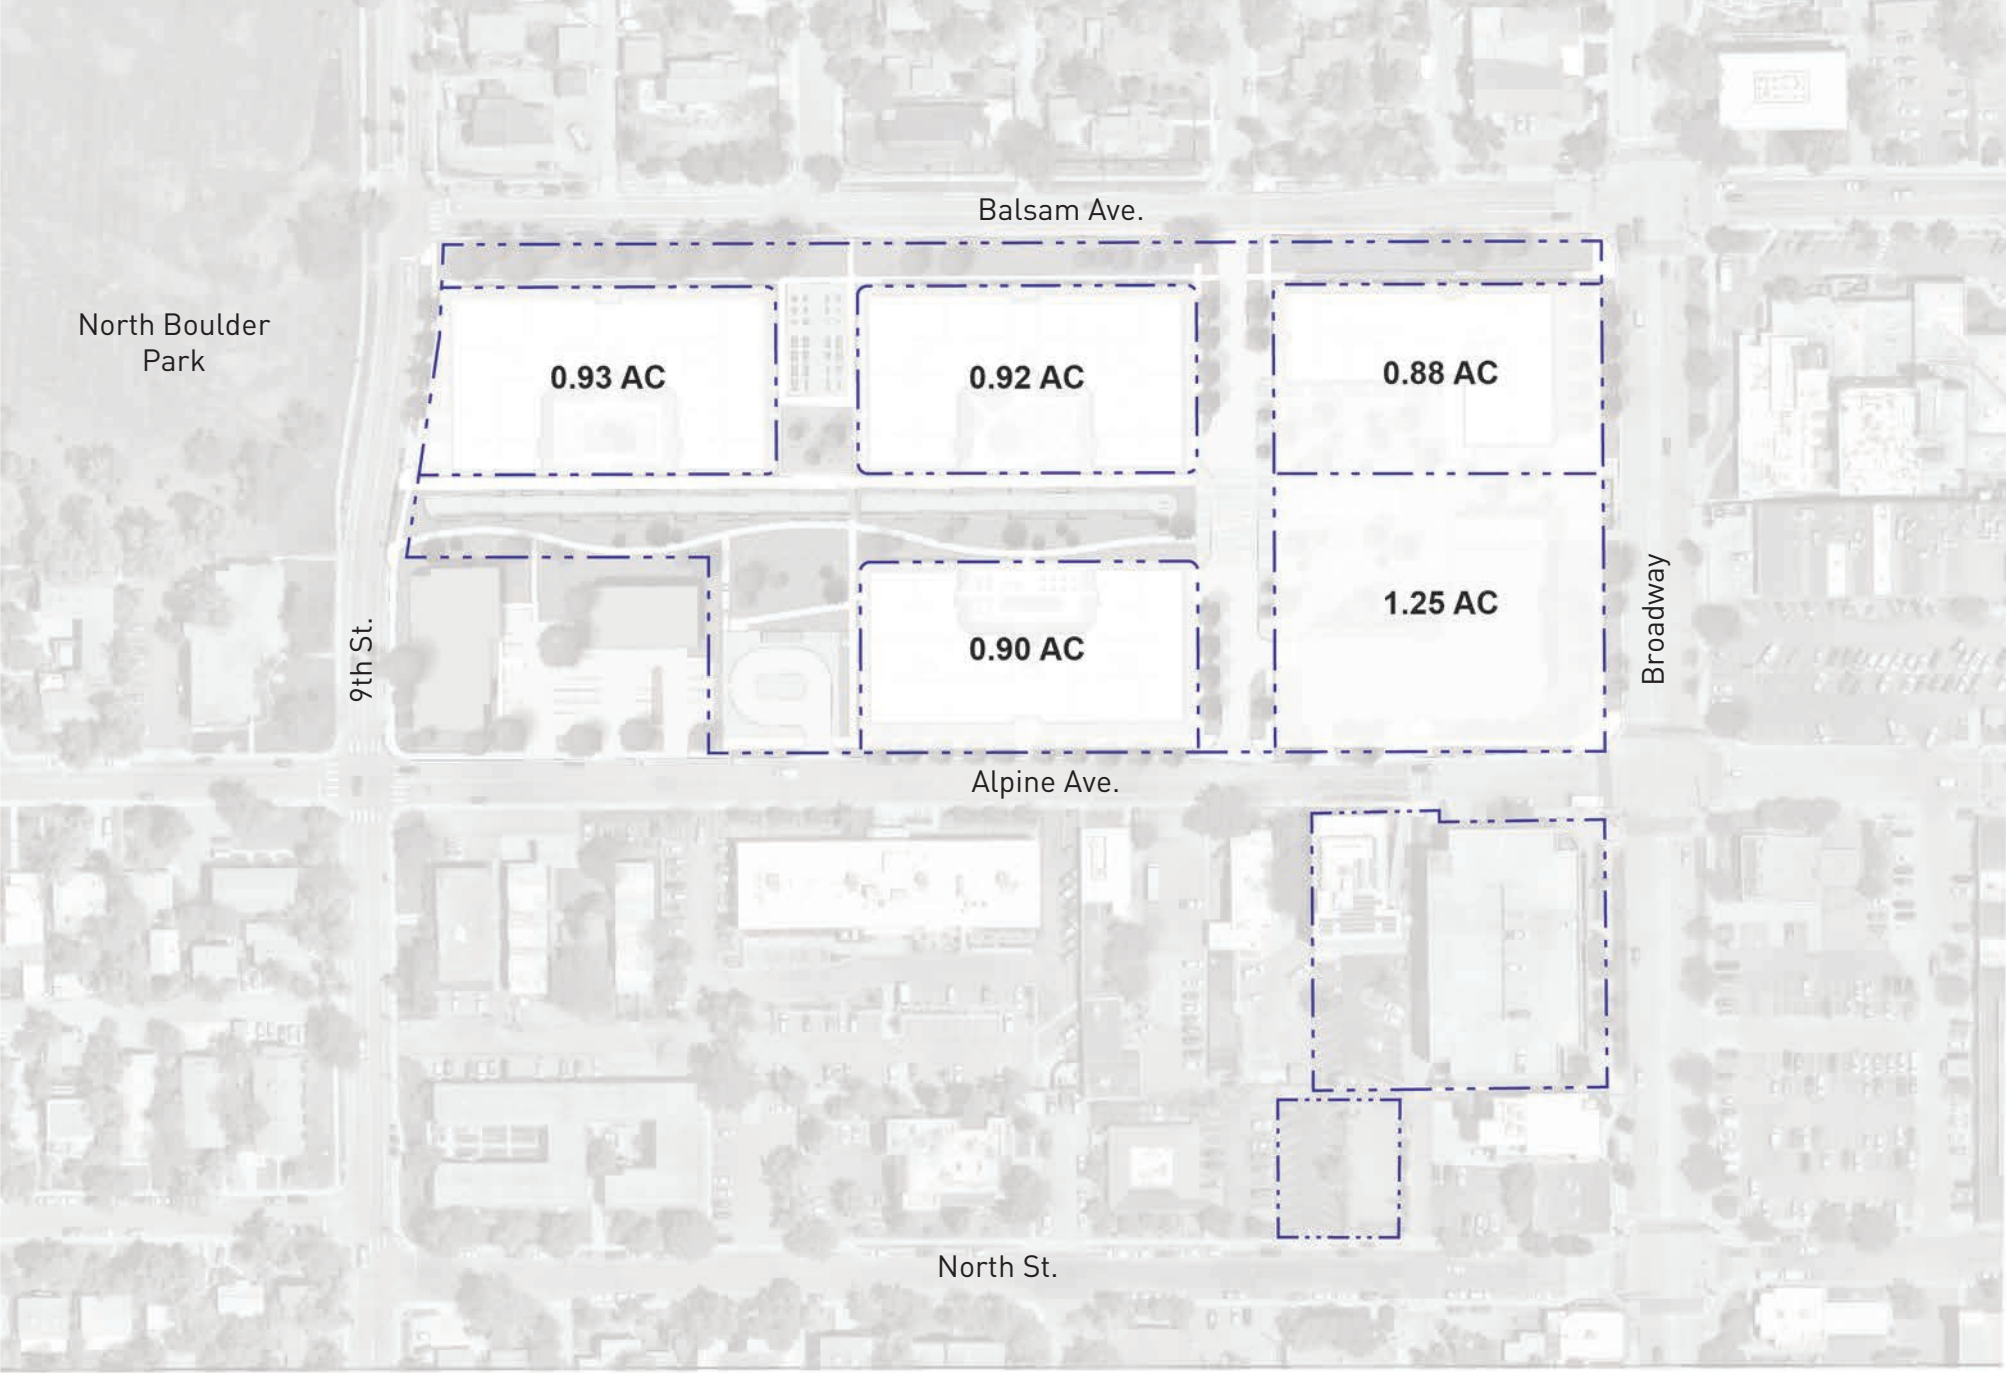 Balsam Ave.
North Boulder
Park
0.93 AC
0.92 AC
0.88 AC
1.25 AC
0.90 AC
9th St.
Broadway
Alpine Ave.
North St.